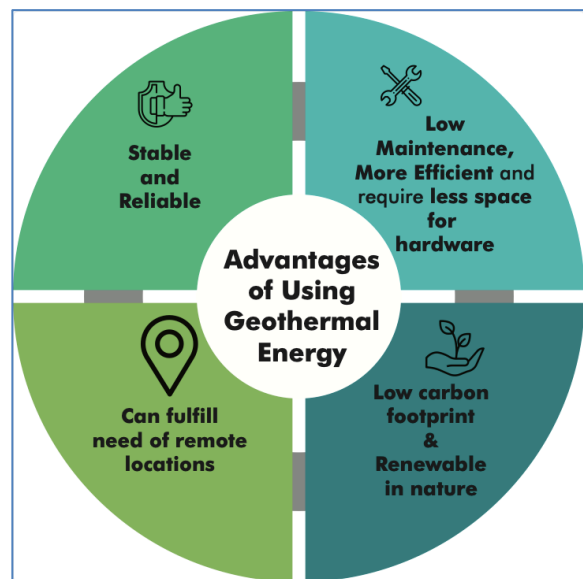 Stable
and
Reliable
Low
Maintenance,
More Efficient and
require less space
for
hardware
Advantages
of Using
Geothermal
Energy
Can fulfill
need of remote
locations
Low carbon
footprint
&
Renewable
in nature